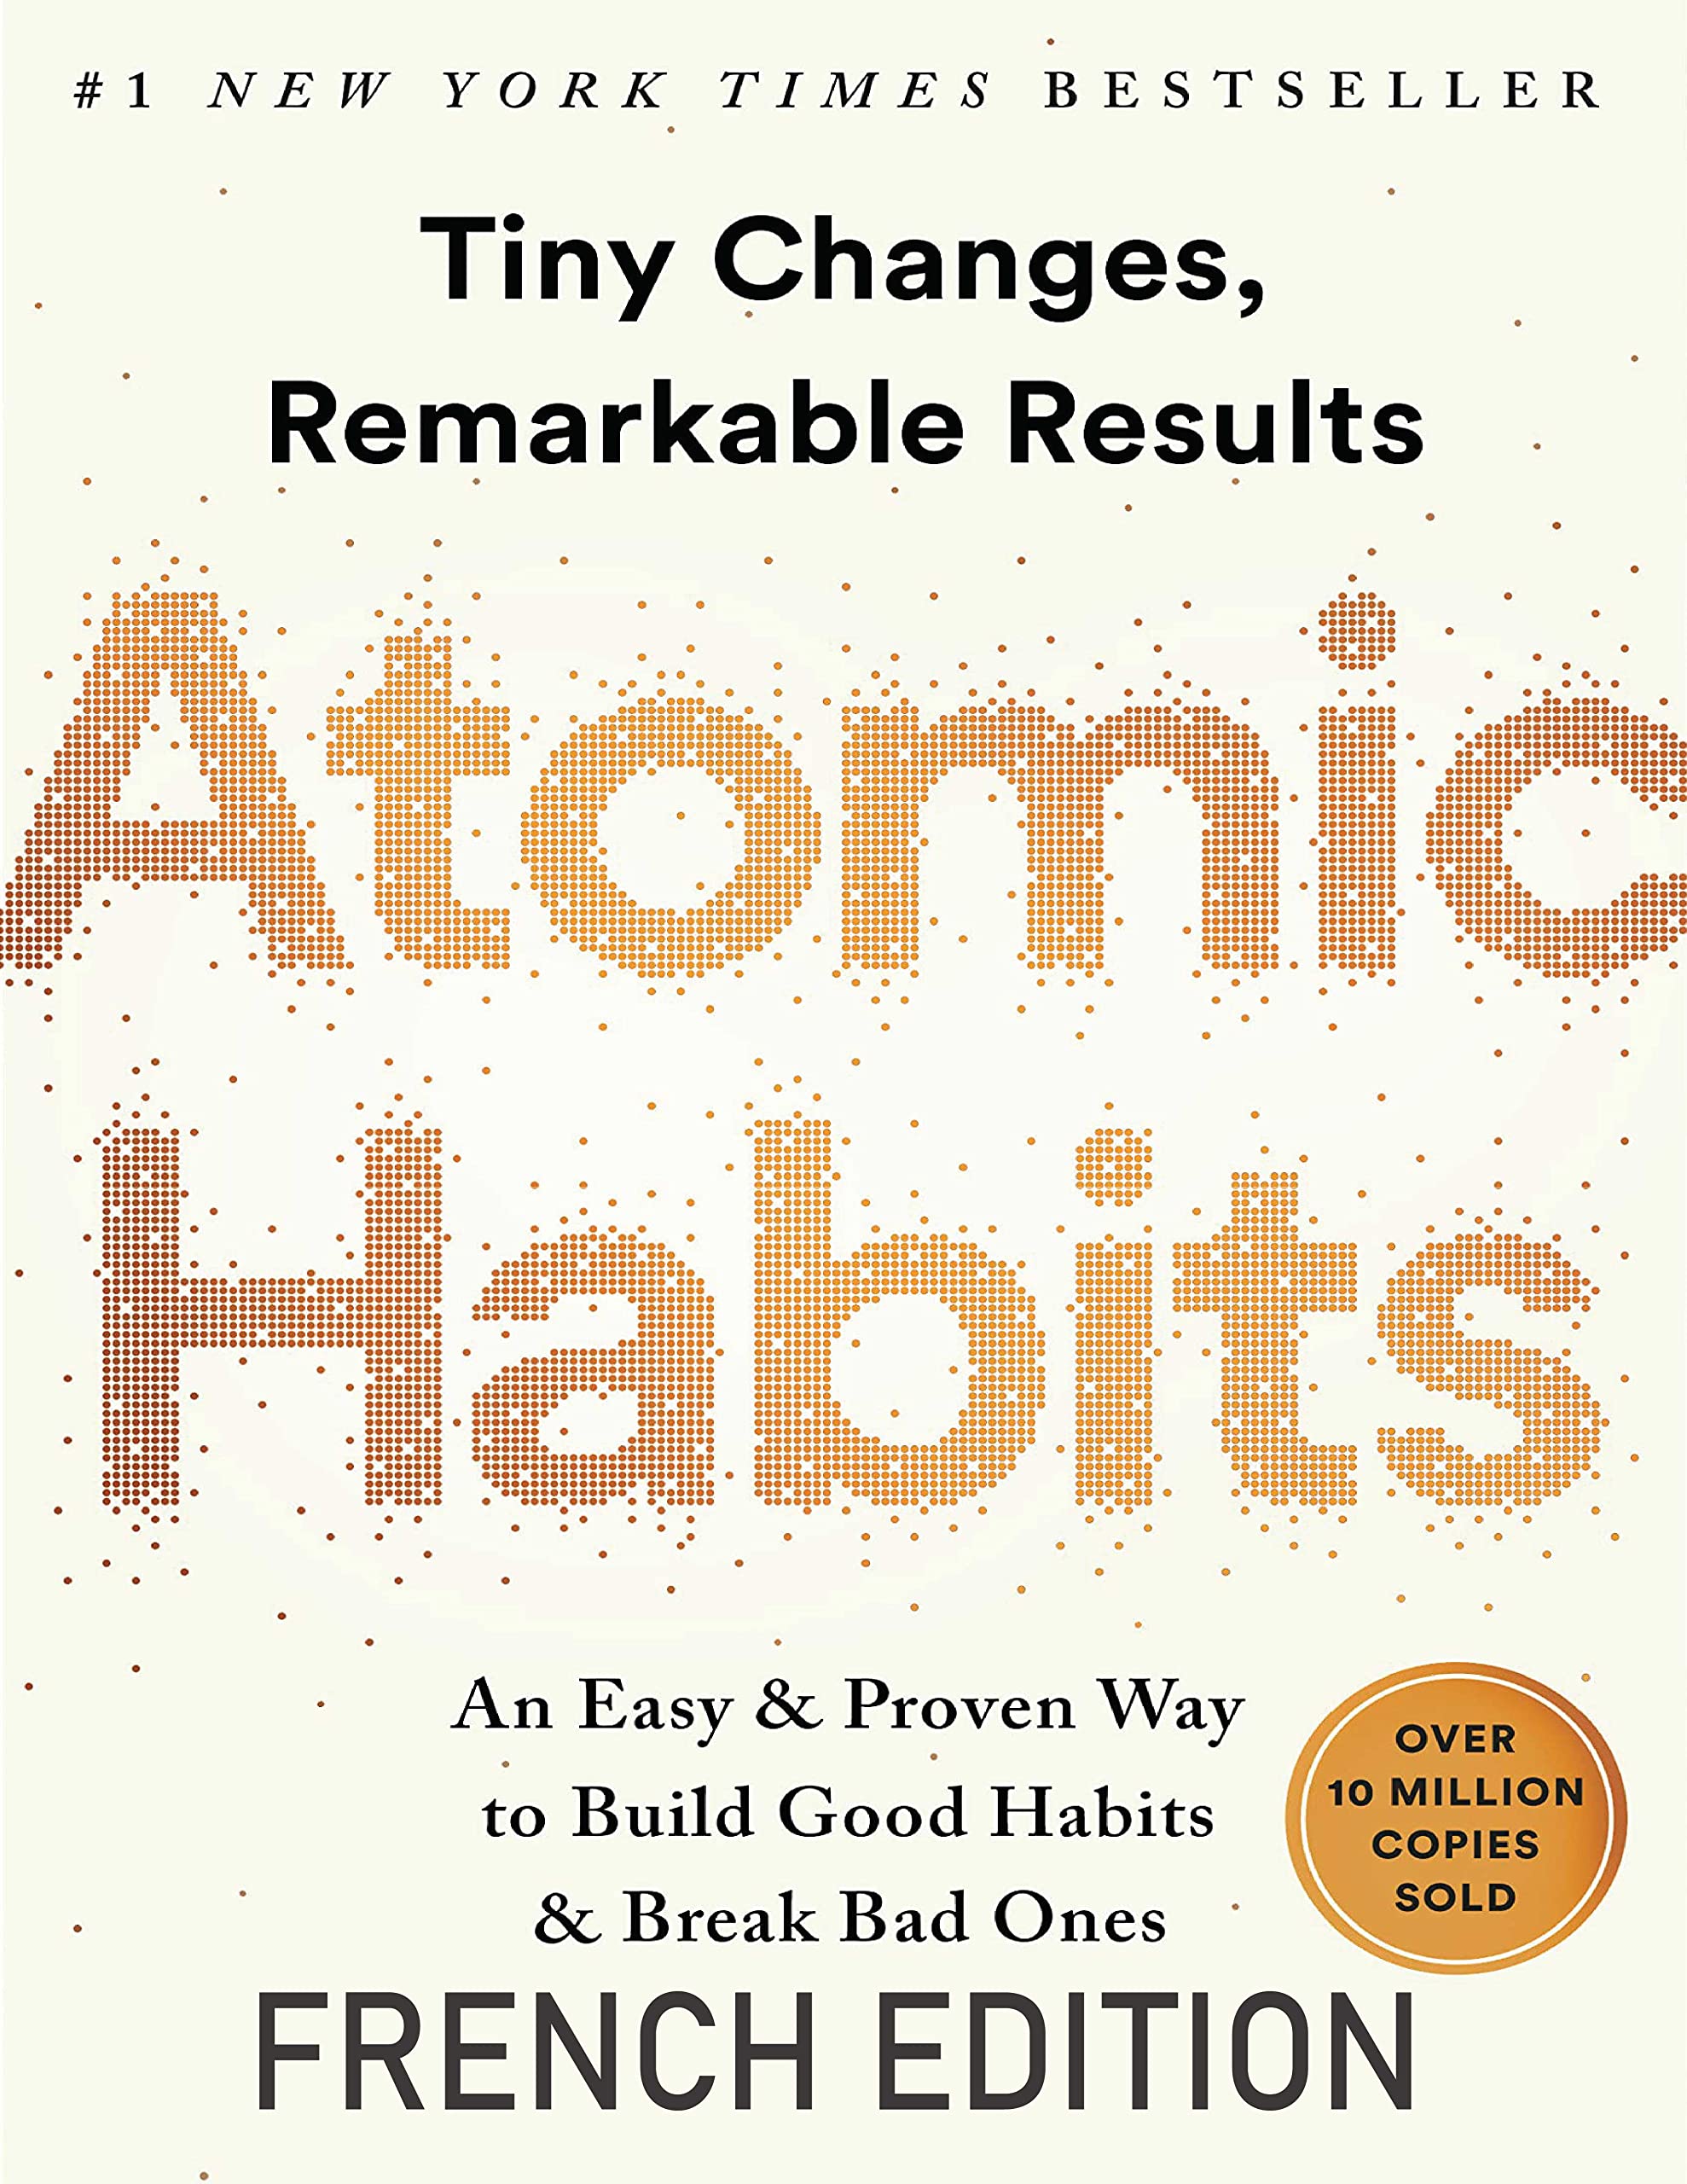 #1 NEW YORK TIMES BESTSELLER
Tiny Changes,
Remarkable Results
Atomic
Habits
An Easy & Proven Way
to Build Good Habits
& Break Bad Ones
OVER
10 MILLION
COPIES
SOLD
FRENCH EDITION